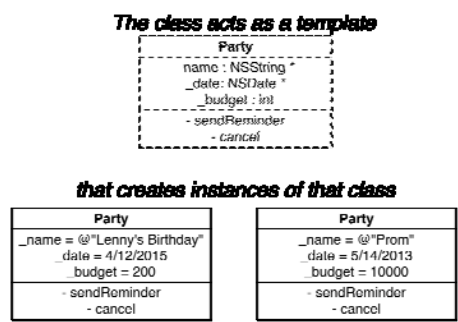 The class acts as a template
Party
_name : NSString *
_date: NSDate *
_budget : int
- sendReminder
- cancel
that creates instances of that class
Party
_name = @"Lenny's Birthday"
_date = 4/12/2015
_budget = 200
- sendReminder
- cancel
Party
_name = @"Prom"
_date = 5/14/2013
_budget = 10000
- sendReminder
- cancel